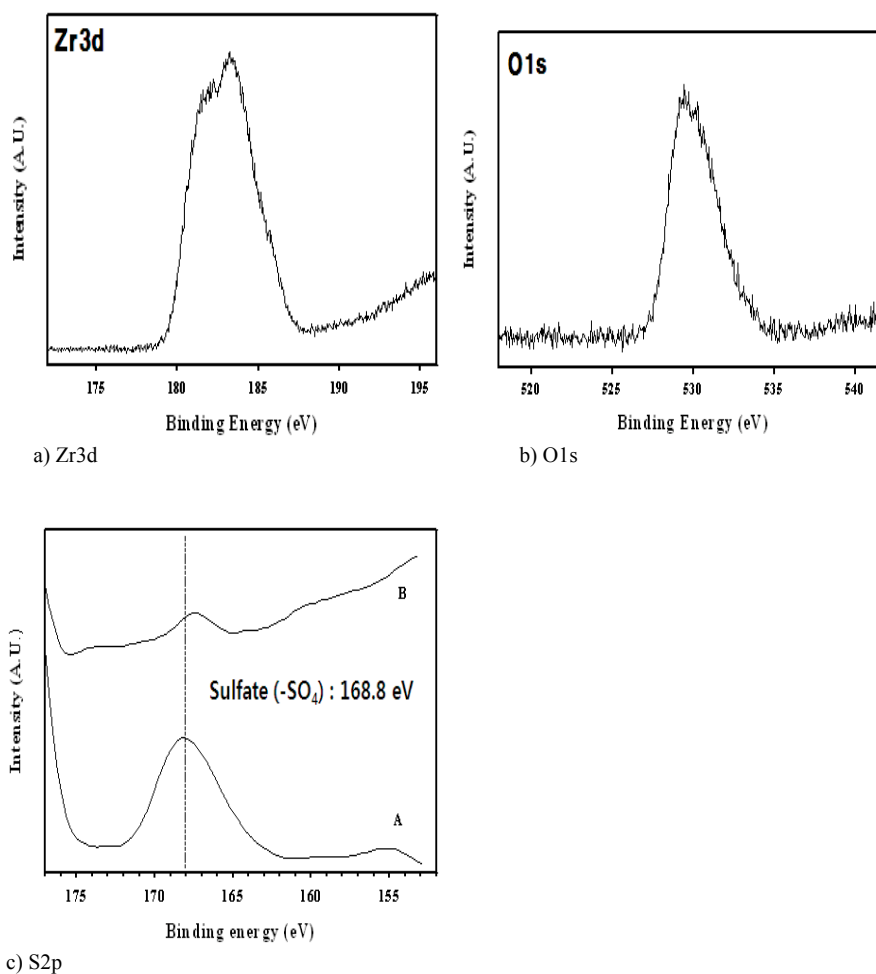 Zr3d
Intensity (A.U.)
175 180 185 190 195
Binding Energy (eV)
a) Zr3d
O1s
Intensity (A.U.)
520 525 530 535 540
Binding Energy (eV)
b) O1s
B
Sulfate (-SO₄) : 168.8 eV
A
Intensity (A.U.)
175 170 165 160 155
Binding energy (eV)
c) S2p